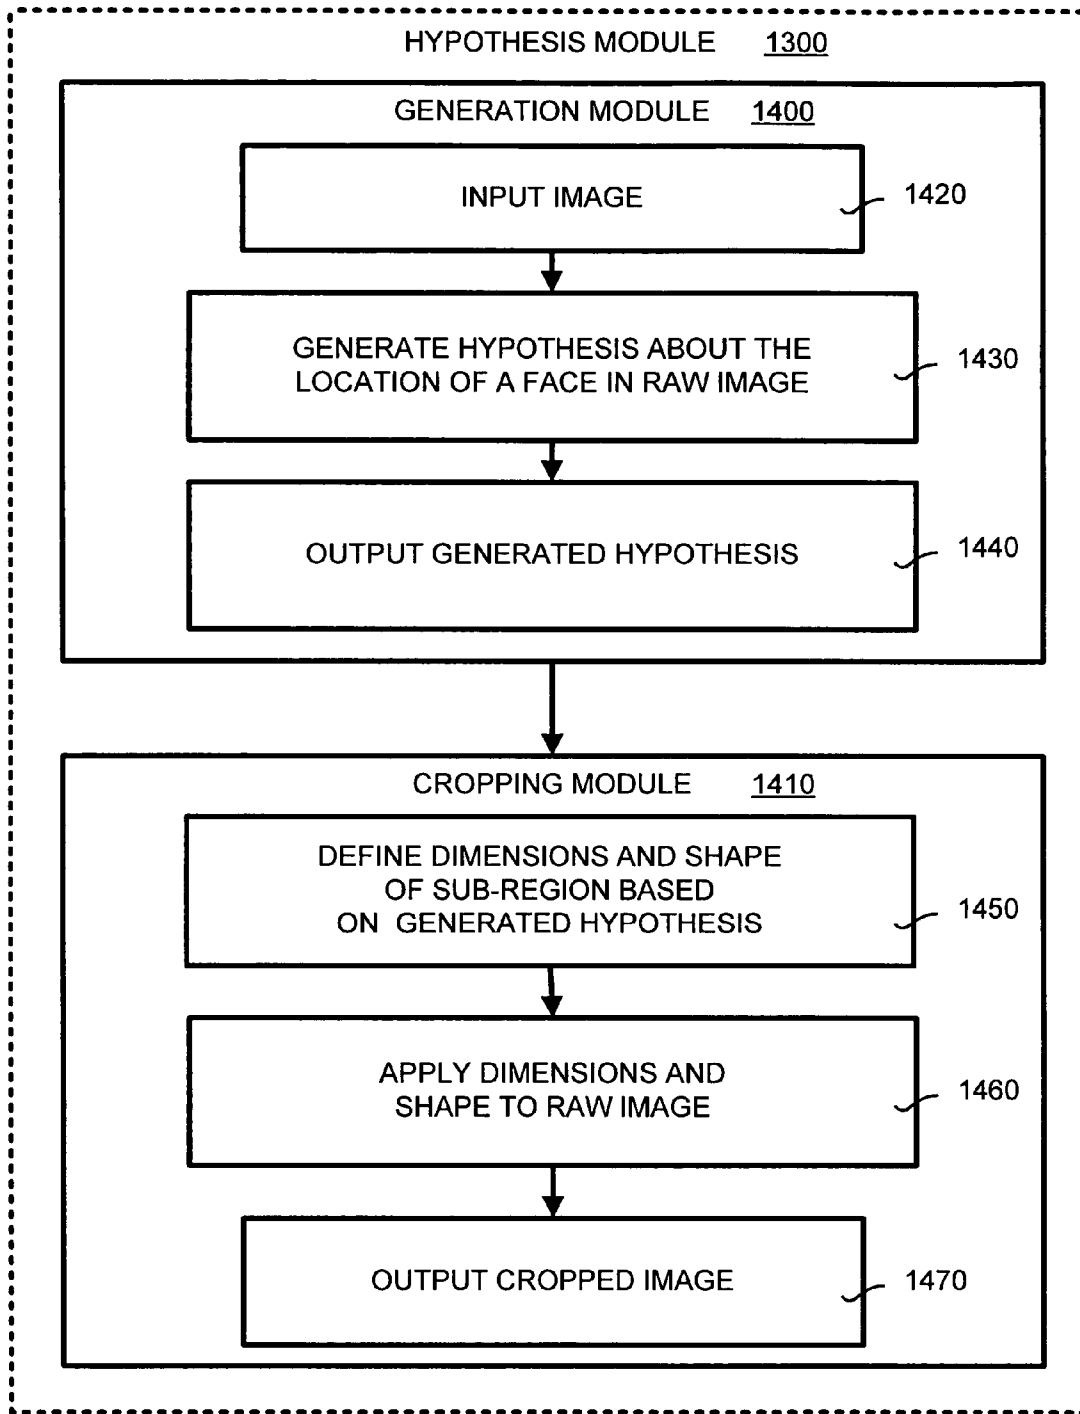 HYPOTHESIS MODULE 1300
GENERATION MODULE 1400
INPUT IMAGE
1420
GENERATE HYPOTHESIS ABOUT THE
LOCATION OF A FACE IN RAW IMAGE
1430
OUTPUT GENERATED HYPOTHESIS
1440
CROPPING MODULE 1410
DEFINE DIMENSIONS AND SHAPE
OF SUB-REGION BASED
ON GENERATED HYPOTHESIS
1450
APPLY DIMENSIONS AND
SHAPE TO RAW IMAGE
1460
OUTPUT CROPPED IMAGE
1470